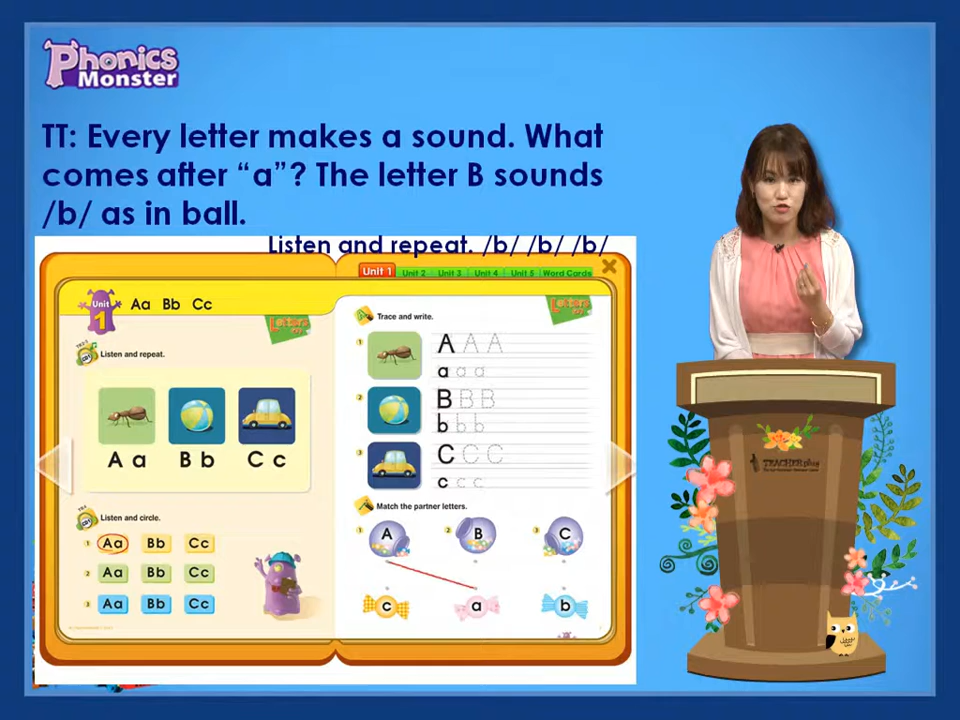 Phonics
Monster
TT: Every letter makes a sound. What
comes after “a”? The letter B sounds
/b/ as in ball.
Listen and repeat. /b/ /b/ /b/
Unit 1 Unit 2 Unit 3 Unit 4 Unit 5 Word Cards
Unit
1
Aa Bb Cc
Letters
Listen and repeat.
A a B b C c
Listen and circle.
1 Aa Bb Cc
2 Aa Bb Cc
3 Aa Bb Cc
Letters
Trace and write.
1 A A A
a a a
2 B B B
b b b
3 C C C
c c c
Match the partner letters.
1 A 2 B 3 C
c a b
TEACHER plus